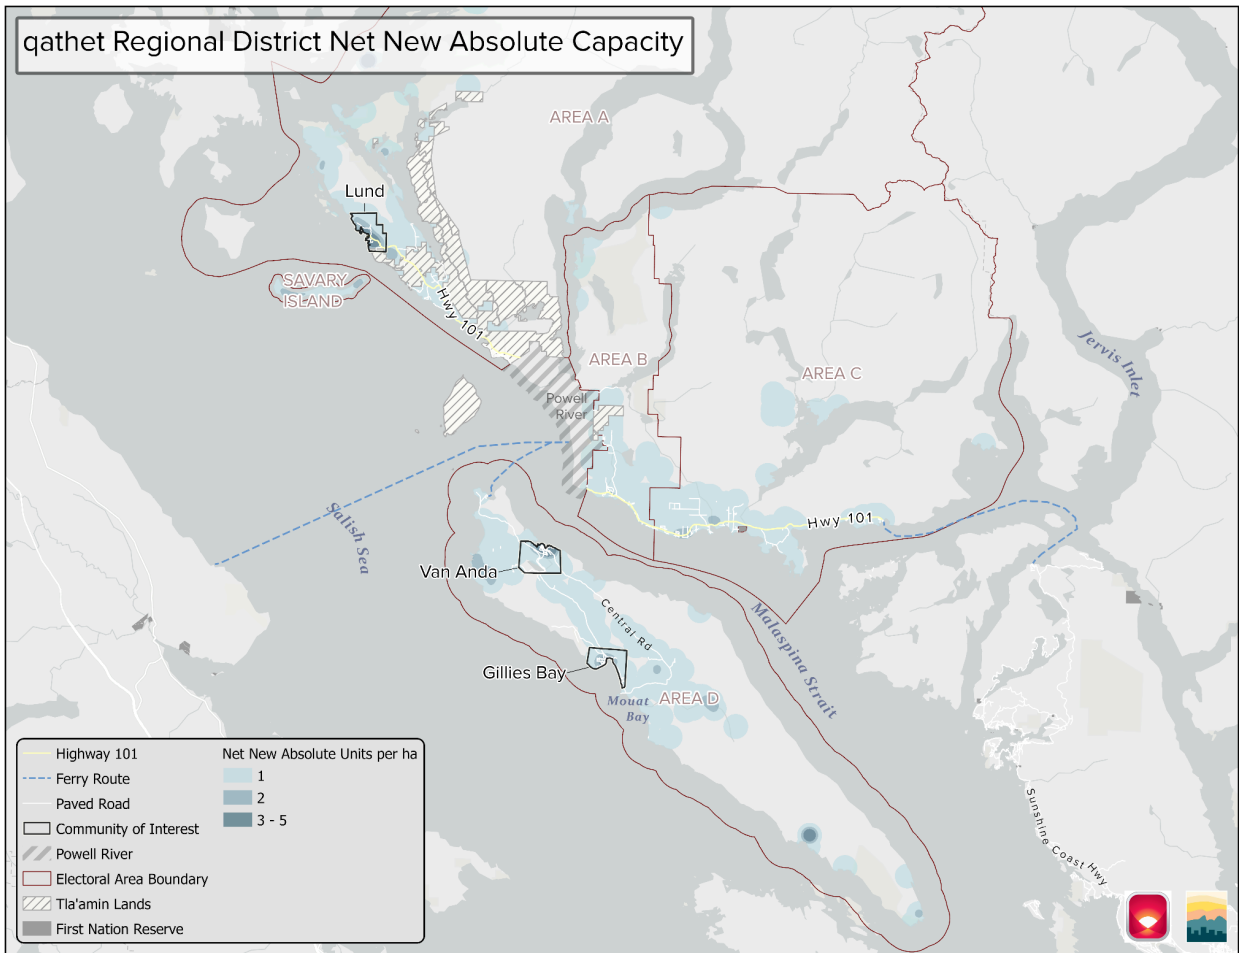 qathet Regional District Net New Absolute Capacity
AREA A
Lund
SAVARY
ISLAND
Hwy 101
AREA B
AREA C
Jervis Inlet
Powell
River
Salish Sea
Hwy 101
Van Anda
Central Rd
Malaspina Strait
Gillies Bay
Mouat
Bay
AREA D
Sunshine Coast Hwy
Highway 101
Ferry Route
Paved Road
Community of Interest
Powell River
Electoral Area Boundary
Tla'amin Lands
First Nation Reserve
Net New Absolute Units per ha
1
2
3 - 5